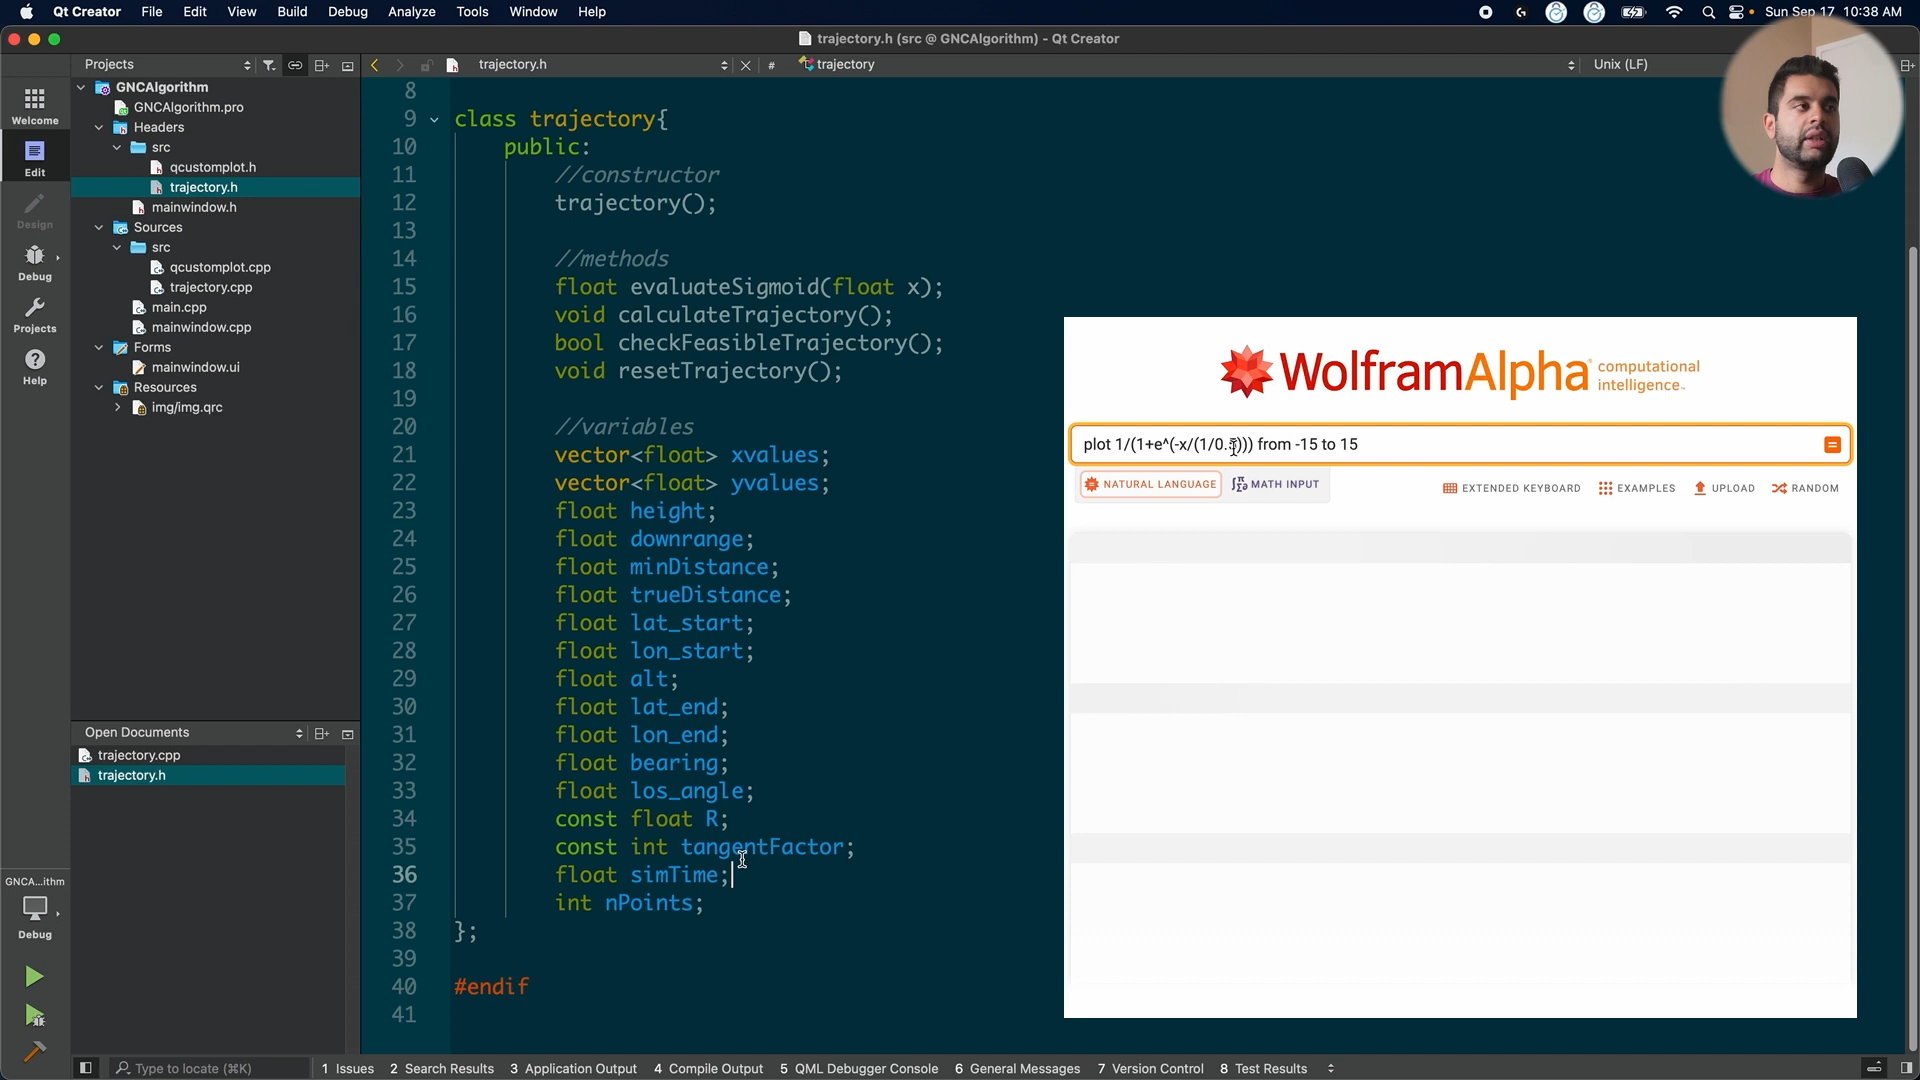 Qt Creator File Edit View Build Debug Analyze Tools Window Help Sun Sep 17 10:38 AM
trajectory.h (src @ GNCAlgorithm) - Qt Creator
Projects trajectory.h # trajectory Unix (LF)
Welcome
Edit
Design
Debug
Projects
Help
GNCAlgorithm
GNCAlgorithm.pro
Headers
src
qcustomplot.h
trajectory.h
mainwindow.h
Sources
src
qcustomplot.cpp
trajectory.cpp
main.cpp
mainwindow.cpp
Forms
mainwindow.ui
Resources
img/img.qrc
Open Documents
trajectory.cpp
trajectory.h
GNCA...ithm
Debug
8
9 class trajectory{
10 public:
11 //constructor
12 trajectory();
13
14 //methods
15 float evaluateSigmoid(float x);
16 void calculateTrajectory();
17 bool checkFeasibleTrajectory();
18 void resetTrajectory();
19
20 //variables
21 vector<float> xvalues;
22 vector<float> yvalues;
23 float height;
24 float downrange;
25 float minDistance;
26 float trueDistance;
27 float lat_start;
28 float lon_start;
29 float alt;
30 float lat_end;
31 float lon_end;
32 float bearing;
33 float los_angle;
34 const float R;
35 const int tangentFactor;
36 float simTime;
37 int nPoints;
38 };
39
40 #endif
41
WolframAlpha computational
intelligence.
plot from -15 to 15
NATURAL LANGUAGE MATH INPUT EXTENDED KEYBOARD EXAMPLES UPLOAD RANDOM
Type to locate (⌘K) 1 Issues 2 Search Results 3 Application Output 4 Compile Output 5 QML Debugger Console 6 General Messages 7 Version Control 8 Test Results